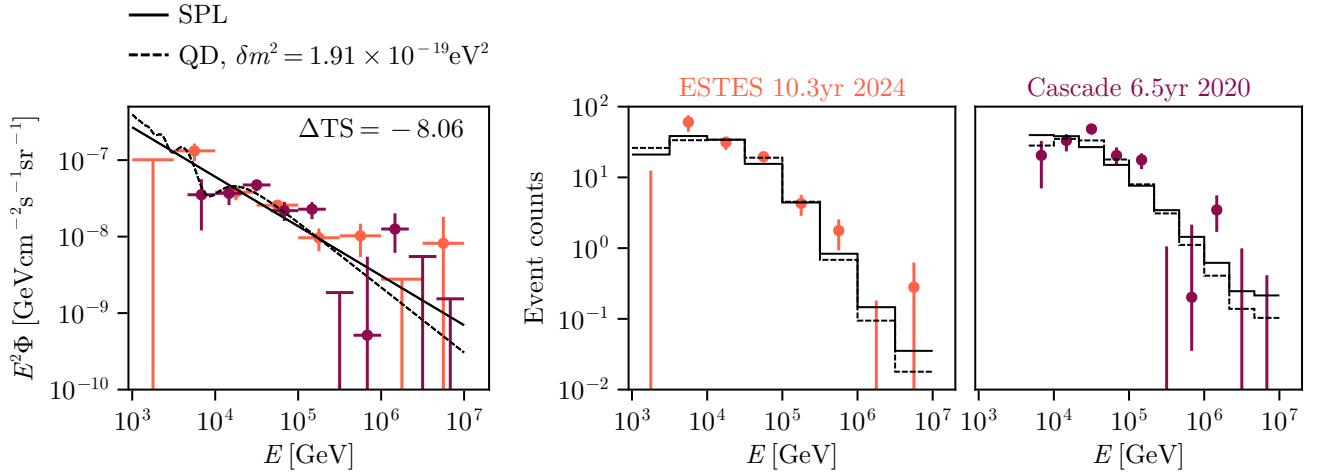 SPL
QD, δm² = 1.91 × 10⁻¹⁹eV²
ΔTS = − 8.06
E²Φ [GeVcm⁻²s⁻¹sr⁻¹]
10⁻⁷
10⁻⁸
10⁻⁹
10⁻¹⁰
10³ 10⁴ 10⁵ 10⁶ 10⁷
E [GeV]
ESTES 10.3yr 2024
Event counts
10²
10¹
10⁰
10⁻¹
10⁻²
10³ 10⁴ 10⁵ 10⁶ 10⁷
E [GeV]
Cascade 6.5yr 2020
10³ 10⁴ 10⁵ 10⁶ 10⁷
E [GeV]